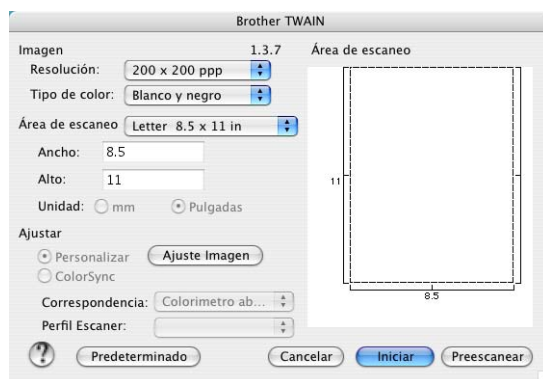 Brother TWAIN
Imagen 1.3.7
Resolución: 200 x 200 ppp
Tipo de color: Blanco y negro
Área de escaneo Letter 8.5 x 11 in
Ancho: 8.5
Alto: 11
Unidad: mm Pulgadas
Ajustar
Personalizar Ajuste Imagen
ColorSync
Correspondencia: Colorimetro ab...
Perfil Escaner:
Área de escaneo
11
8.5
? Predeterminado Cancelar Iniciar Preescanear